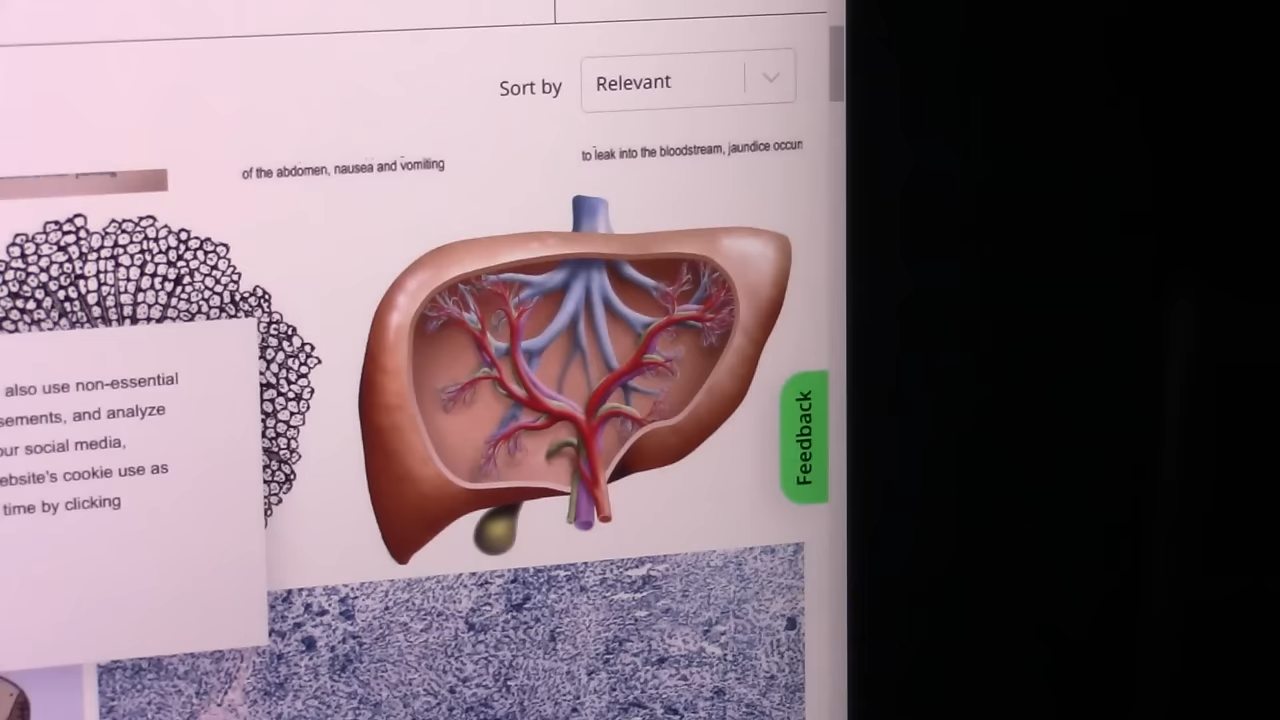 Sort by
Relevant
of the abdomen, nausea and vomiting
to leak into the bloodstream, jaundice occur
also use non-essential
sements, and analyze
our social media,
ebsite's cookie use as
time by clicking
Feedback